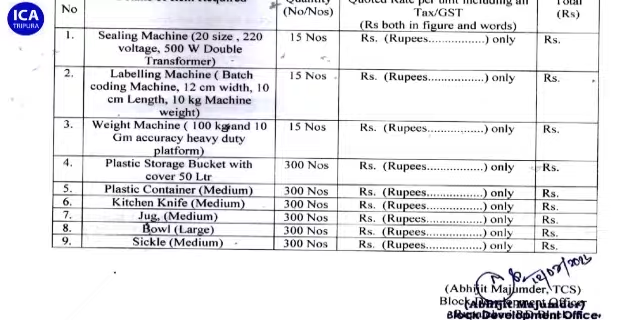 ICA
TRIPURA
No
(No/Nos)
Quoted Rate per unit including all
Tax/GST
(Rs both in figure and words)
Total
(Rs)
1. Sealing Machine (20 size , 220 voltage, 500 W Double Transformer) 15 Nos Rs. (Rupees...............) only Rs.
2. Labelling Machine ( Batch coding Machine, 12 cm width, 10 cm Length, 10 kg Machine weight) 15 Nos Rs. (Rupees...............) only Rs.
3. Weight Machine ( 100 kg and 10 Gm accuracy heavy duty platform) 15 Nos Rs. (Rupees...............) only Rs.
4. Plastic Storage Bucket with cover 50 Ltr 300 Nos Rs. (Rupees...............) only Rs.
5. Plastic Container (Medium) 300 Nos Rs. (Rupees...............) only Rs.
6. Kitchen Knife (Medium) 300 Nos Rs. (Rupees...............) only Rs.
7. Jug, (Medium) 300 Nos Rs. (Rupees...............) only Rs.
8. Bowl (Large) 300 Nos Rs. (Rupees...............) only Rs.
9. Sickle (Medium) 300 Nos Rs. (Rupees...............) only Rs.
(Abhijit Majumder, TCS)
(Abhijit Majumder)
Block Development Officer